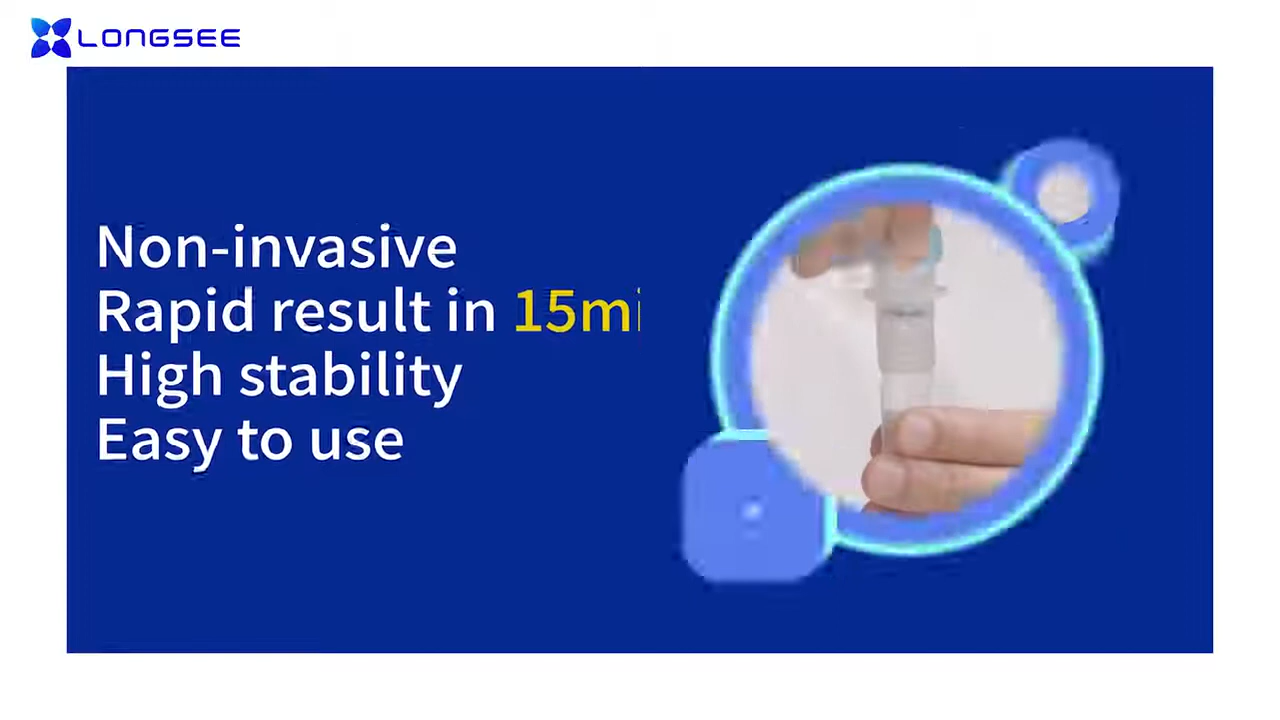 LONGSEE
Non-invasive
Rapid result in 15mi
High stability
Easy to use